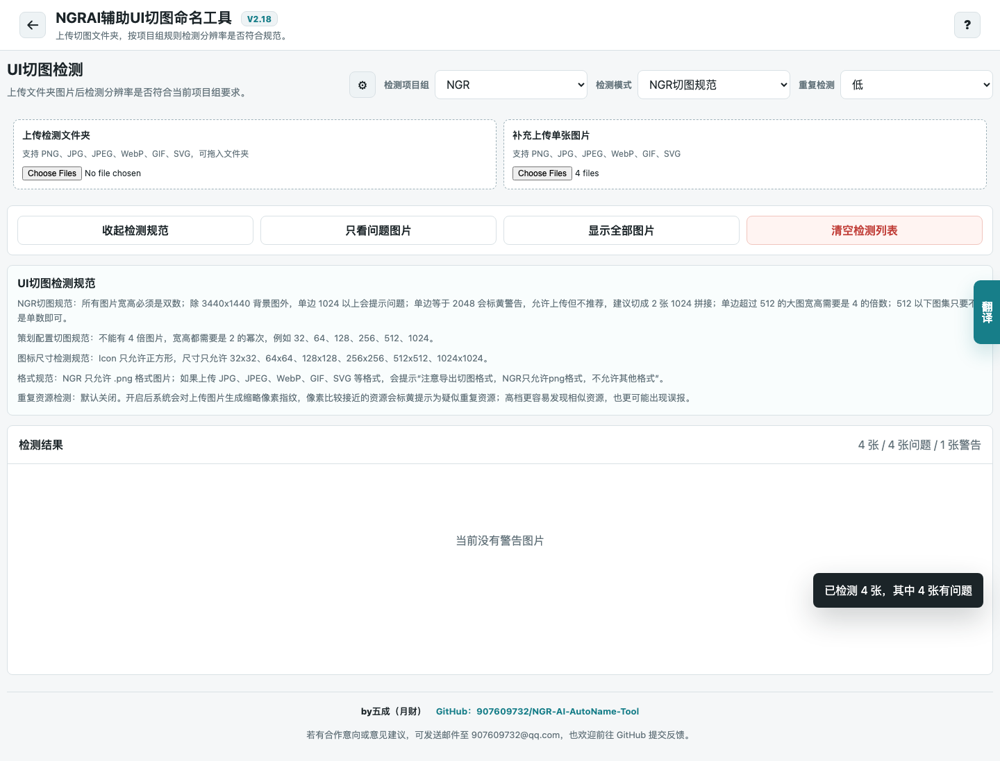 NGRAI辅助UI切图命名工具 V2.18
上传切图文件夹，按项目组规则检测分辨率是否符合规范。
?
UI切图检测
上传文件夹图片后检测分辨率是否符合当前项目组要求。
检测项目组 NGR 检测模式 NGR切图规范 重复检测 低
上传检测文件夹
支持 PNG、JPG、JPEG、WebP、GIF、SVG，可拖入文件夹
Choose Files No file chosen
补充上传单张图片
支持 PNG、JPG、JPEG、WebP、GIF、SVG
Choose Files 4 files
收起检测规范 只看问题图片 显示全部图片 清空检测列表
UI切图检测规范
NGR切图规范：所有图片宽高必须是双数；除 3440x1440 背景图外，单边 1024 以上会提示问题；单边等于 2048 会标黄警告，允许上传但不推荐，建议切成 2 张 1024 拼接；单边超过 512 的大图宽高需要是 4 的倍数；512 以下图集只要不
是单数即可。
策划配置切图规范：不能有 4 倍图片，宽高都需要是 2 的幂次，例如 32、64、128、256、512、1024。
图标尺寸检测规范：Icon 只允许正方形，尺寸只允许 32x32、64x64、128x128、256x256、512x512、1024x1024。
格式规范：NGR 只允许 .png 格式图片；如果上传 JPG、JPEG、WebP、GIF、SVG 等格式，会提示“注意导出切图格式，NGR只允许png格式，不允许其他格式”。
重复资源检测：默认关闭。开启后系统会对上传图片生成缩略像素指纹，像素比较接近的资源会标黄提示为疑似重复资源；高档更容易发现相似资源，也更可能出现误报。
翻译
检测结果 4 张 / 4 张问题 / 1 张警告
当前没有警告图片
已检测 4 张，其中 4 张有问题
by五成（月财） GitHub：907609732/NGR-AI-AutoName-Tool
若有合作意向或意见建议，可发送邮件至 907609732@qq.com，也欢迎前往 GitHub 提交反馈。